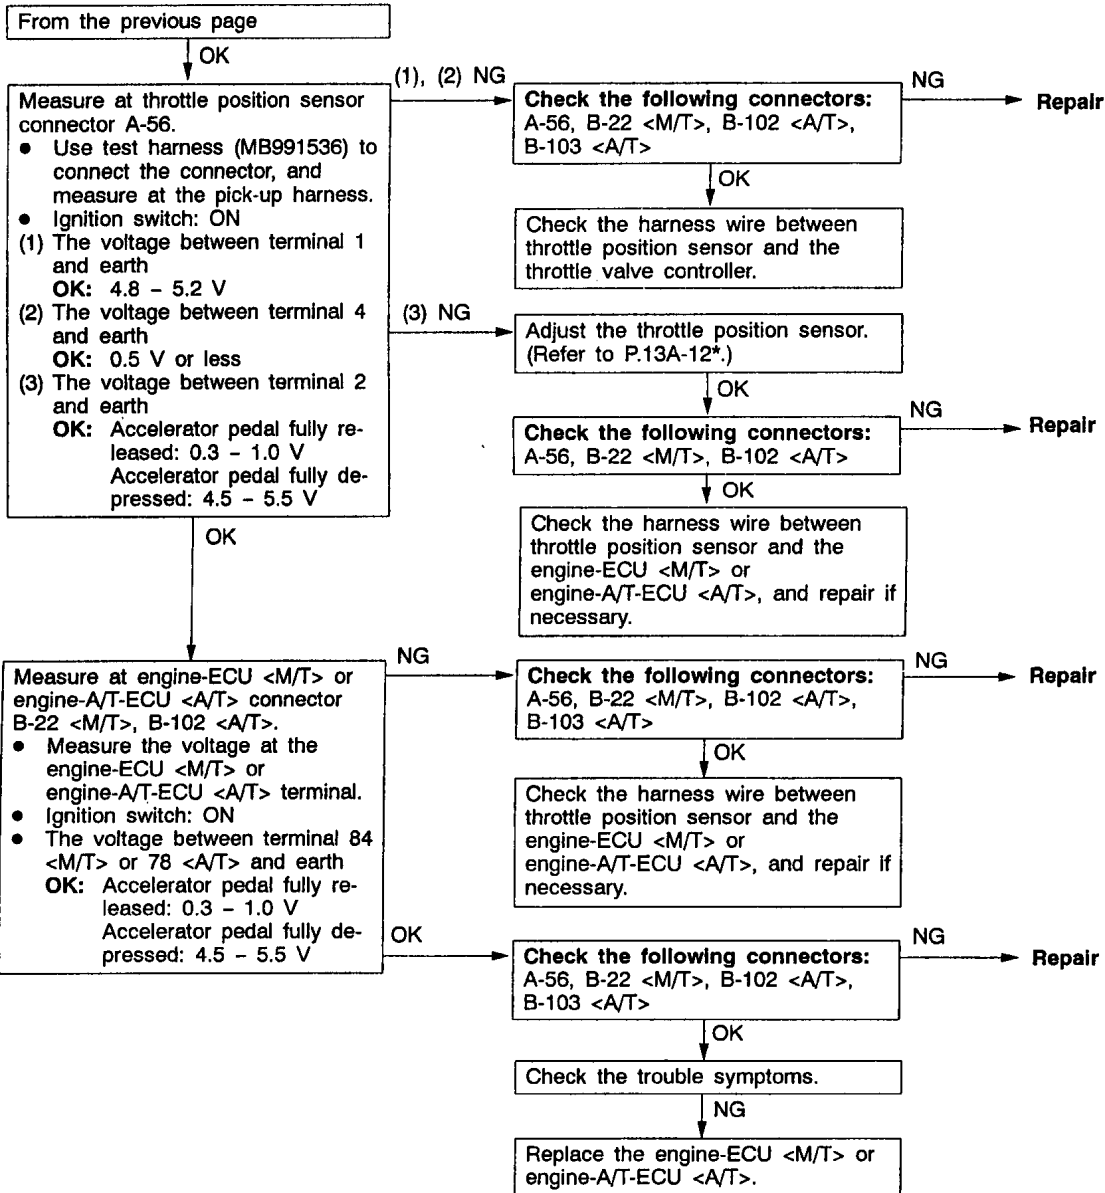 From the previous page
OK
Measure at throttle position sensor
connector A-56.
● Use test harness (MB991536) to
connect the connector, and
measure at the pick-up harness.
● Ignition switch: ON
(1) The voltage between terminal 1
and earth
OK: 4.8 – 5.2 V
(2) The voltage between terminal 4
and earth
OK: 0.5 V or less
(3) The voltage between terminal 2
and earth
OK: Accelerator pedal fully re-
leased: 0.3 – 1.0 V
Accelerator pedal fully de-
pressed: 4.5 – 5.5 V
(1), (2) NG
Check the following connectors:
A-56, B-22 <M/T>, B-102 <A/T>,
B-103 <A/T>
NG
Repair
OK
Check the harness wire between
throttle position sensor and the
throttle valve controller.
(3) NG
Adjust the throttle position sensor.
(Refer to P.13A-12*.)
OK
Check the following connectors:
A-56, B-22 <M/T>, B-102 <A/T>
NG
Repair
OK
Check the harness wire between
throttle position sensor and the
engine-ECU <M/T> or
engine-A/T-ECU <A/T>, and repair if
necessary.
OK
Measure at engine-ECU <M/T> or
engine-A/T-ECU <A/T> connector
B-22 <M/T>, B-102 <A/T>.
● Measure the voltage at the
engine-ECU <M/T> or
engine-A/T-ECU <A/T> terminal.
● Ignition switch: ON
● The voltage between terminal 84
<M/T> or 78 <A/T> and earth
OK: Accelerator pedal fully re-
leased: 0.3 – 1.0 V
Accelerator pedal fully de-
pressed: 4.5 – 5.5 V
NG
Check the following connectors:
A-56, B-22 <M/T>, B-102 <A/T>,
B-103 <A/T>
NG
Repair
OK
Check the harness wire between
throttle position sensor and the
engine-ECU <M/T> or
engine-A/T-ECU <A/T>, and repair if
necessary.
OK
Check the following connectors:
A-56, B-22 <M/T>, B-102 <A/T>,
B-103 <A/T>
NG
Repair
OK
Check the trouble symptoms.
NG
Replace the engine-ECU <M/T> or
engine-A/T-ECU <A/T>.